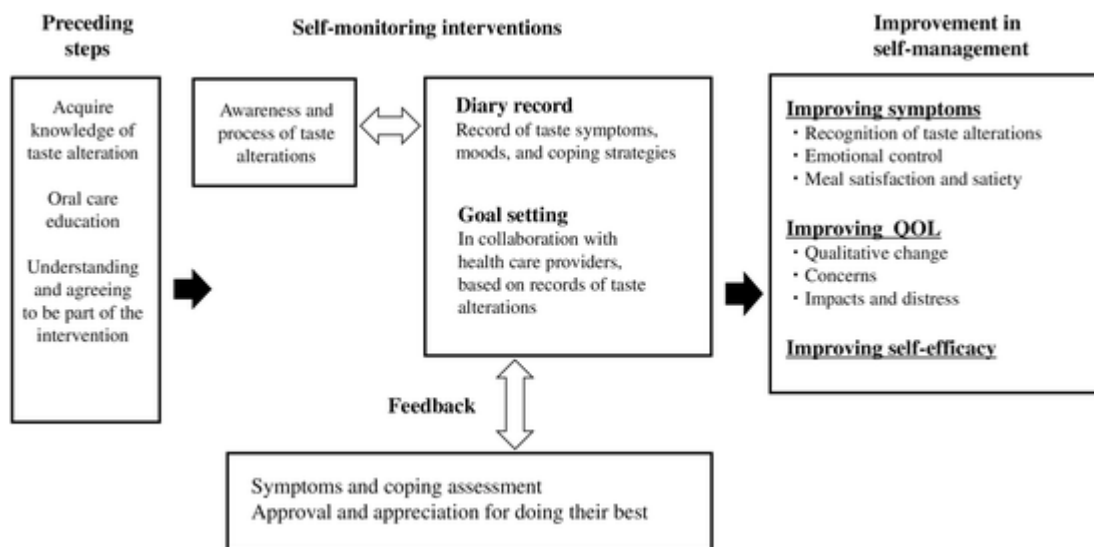 Preceding
steps
Acquire
knowledge of
taste alteration
Oral care
education
Understanding
and agreeing
to be part of the
intervention
Self-monitoring interventions
Awareness and
process of taste
alterations
Diary record
Record of taste symptoms,
moods, and coping strategies
Goal setting
In collaboration with
health care providers,
based on records of taste
alterations
Feedback
Symptoms and coping assessment
Approval and appreciation for doing their best
Improvement in
self-management
Improving symptoms
・Recognition of taste alterations
・Emotional control
・Meal satisfaction and satiety
Improving QOL
・Qualitative change
・Concerns
・Impacts and distress
Improving self-efficacy